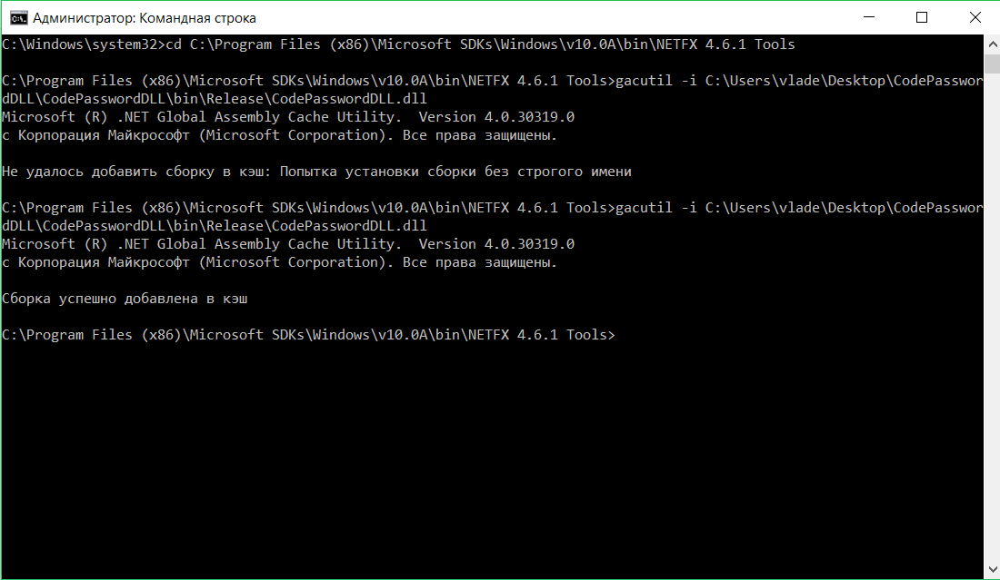 Администратор: Командная строка
C:\Windows\system32>cd C:\Program Files (x86)\Microsoft SDKs\Windows\v10.0A\bin\NETFX 4.6.1 Tools
C:\Program Files (x86)\Microsoft SDKs\Windows\v10.0A\bin\NETFX 4.6.1 Tools>gacutil -i C:\Users\vlade\Desktop\CodePasswor
dDLL\CodePasswordDLL\bin\Release\CodePasswordDLL.dll
Microsoft (R) .NET Global Assembly Cache Utility.  Version 4.0.30319.0
c Корпорация Майкрософт (Microsoft Corporation). Все права защищены.
Не удалось добавить сборку в кэш: Попытка установки сборки без строгого имени
C:\Program Files (x86)\Microsoft SDKs\Windows\v10.0A\bin\NETFX 4.6.1 Tools>gacutil -i C:\Users\vlade\Desktop\CodePasswor
dDLL\CodePasswordDLL\bin\Release\CodePasswordDLL.dll
Microsoft (R) .NET Global Assembly Cache Utility.  Version 4.0.30319.0
c Корпорация Майкрософт (Microsoft Corporation). Все права защищены.
Сборка успешно добавлена в кэш
C:\Program Files (x86)\Microsoft SDKs\Windows\v10.0A\bin\NETFX 4.6.1 Tools>